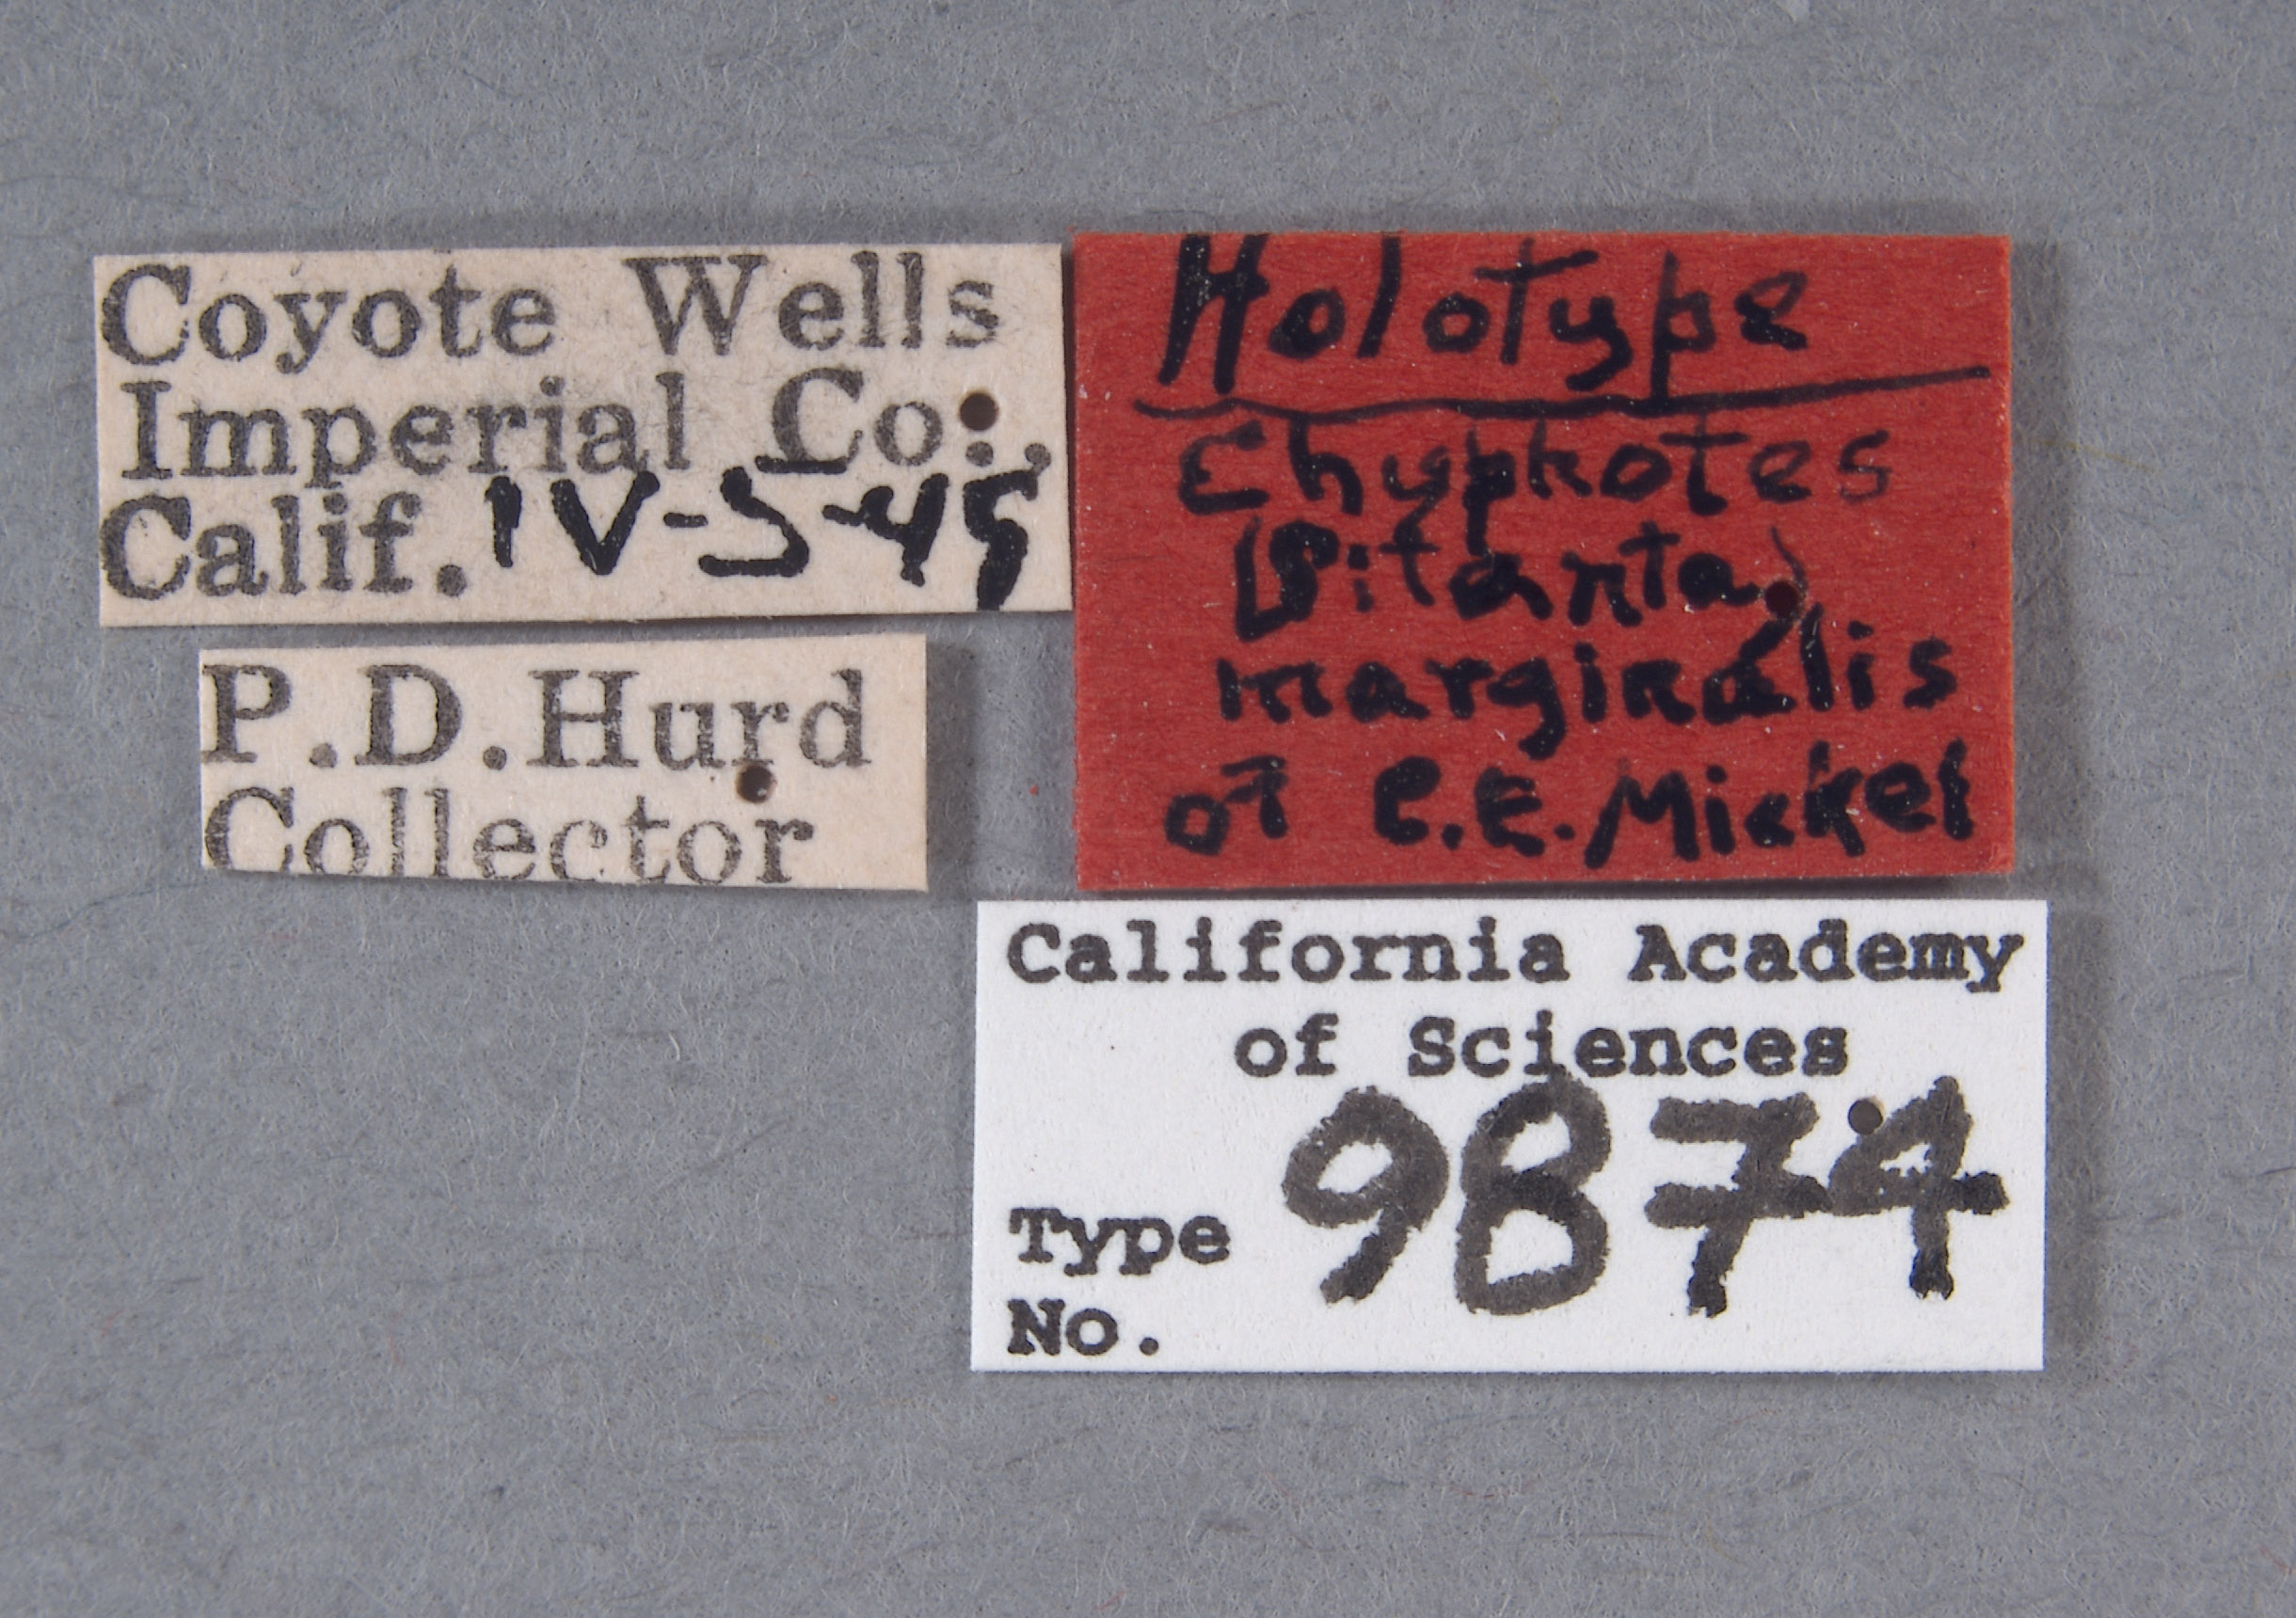 Coyote Wells
Imperial Co.,
Calif. IV-5-45
P.D.Hurd
Collector
Holotype
Chyphotes
(Pitanta)
marginalis
of C.E. Mickel
California Academy
of Sciences
Type 9874
No.